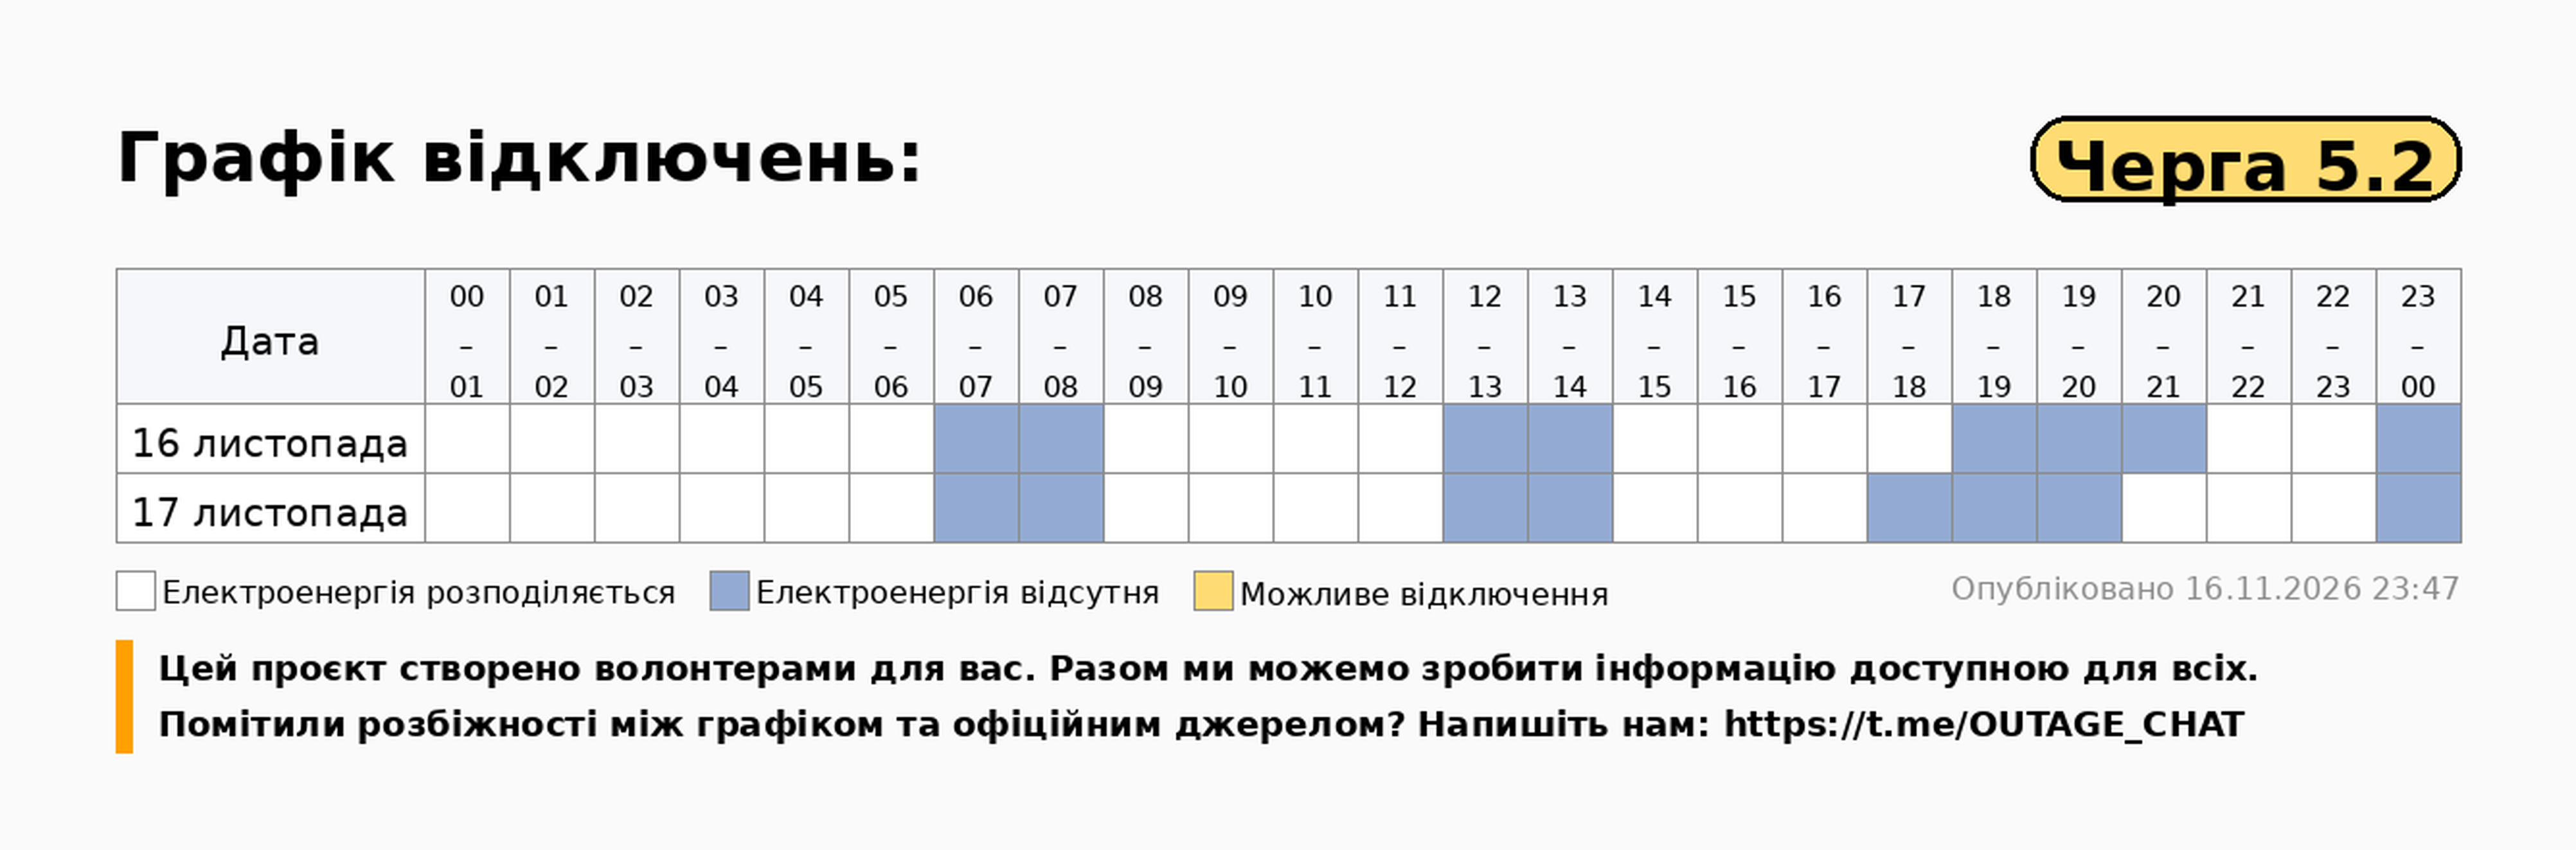 Графік відключень:
Черга 5.2
Дата
00 – 01
01 – 02
02 – 03
03 – 04
04 – 05
05 – 06
06 – 07
07 – 08
08 – 09
09 – 10
10 – 11
11 – 12
12 – 13
13 – 14
14 – 15
15 – 16
16 – 17
17 – 18
18 – 19
19 – 20
20 – 21
21 – 22
22 – 23
23 – 00
16 листопада
17 листопада
Електроенергія розподіляється
Електроенергія відсутня
Можливе відключення
Опубліковано 16.11.2026 23:47
Цей проєкт створено волонтерами для вас. Разом ми можемо зробити інформацію доступною для всіх.
Помітили розбіжності між графіком та офіційним джерелом? Напишіть нам: https://t.me/OUTAGE_CHAT